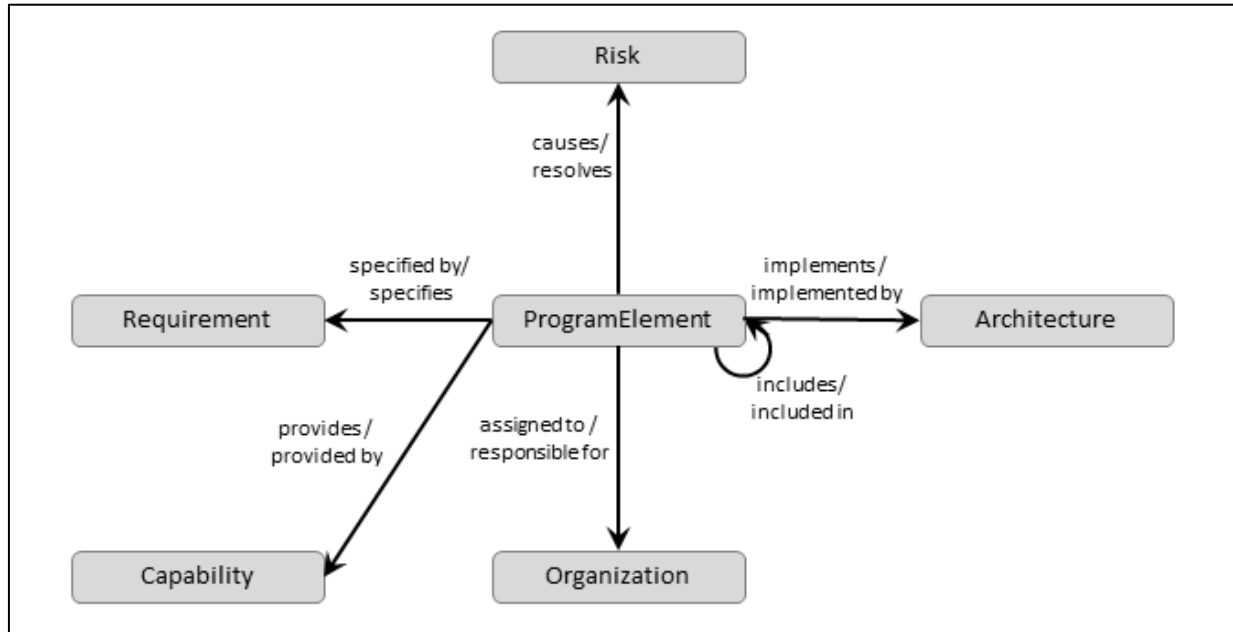 Risk
causes/
resolves
specified by/
specifies
implements/
implemented by
Requirement
ProgramElement
Architecture
includes/
included in
provides/
provided by
assigned to /
responsible for
Capability
Organization